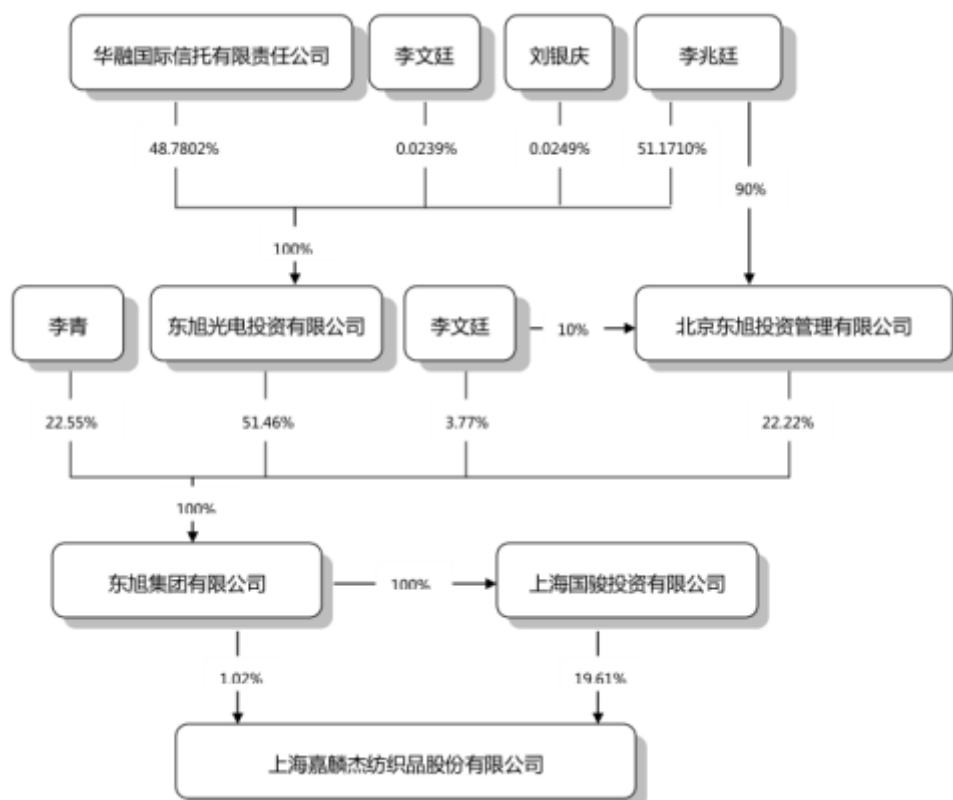 华融国际信托有限责任公司
李文廷
刘银庆
李兆廷
48.7802%
0.0239%
0.0249%
51.1710%
90%
100%
李青
东旭光电投资有限公司
李文廷
10%
北京东旭投资管理有限公司
22.55%
51.46%
3.77%
22.22%
100%
东旭集团有限公司
100%
上海国骏投资有限公司
1.02%
19.61%
上海嘉麟杰纺织品股份有限公司